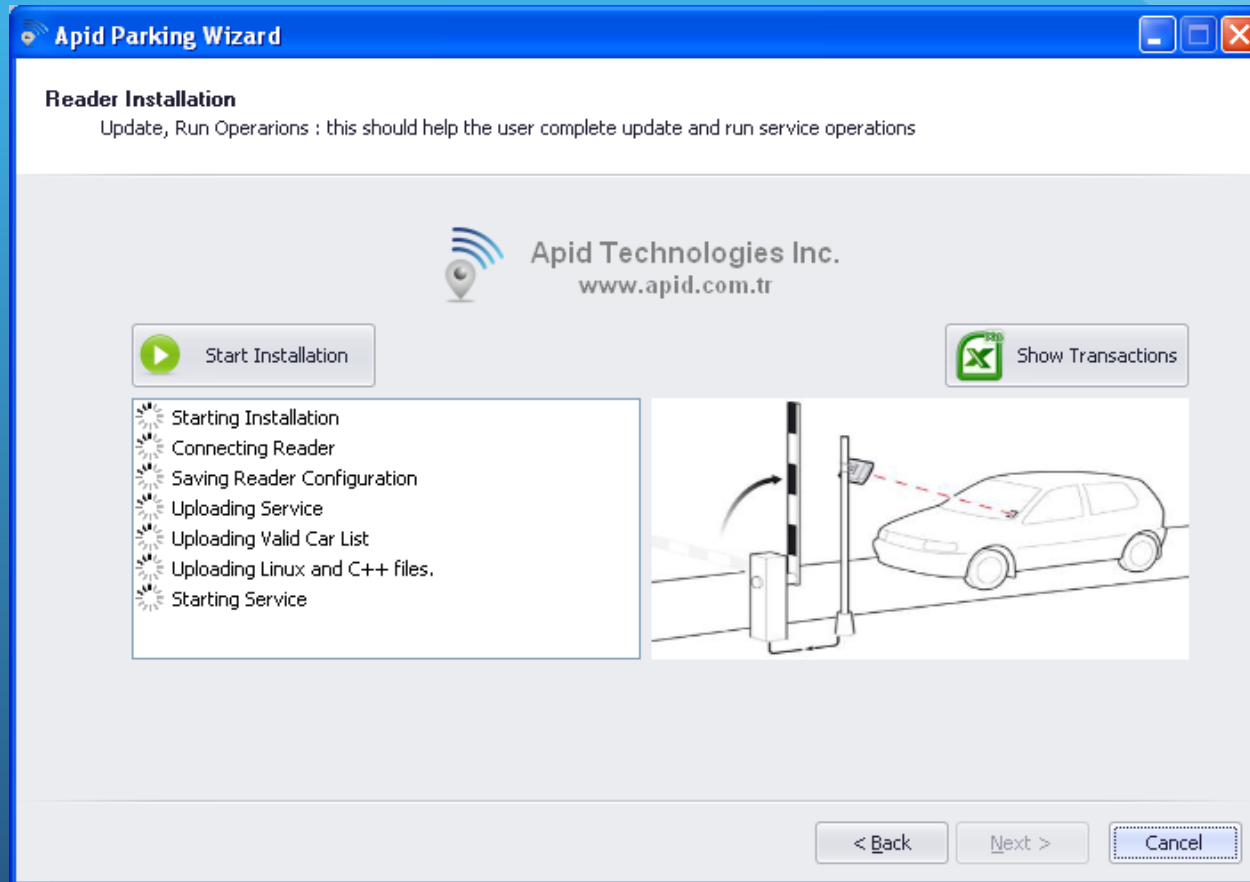 Apid Parking Wizard
Reader Installation
Update, Run Operarions : this should help the user complete update and run service operations
Apid Technologies Inc.
www.apid.com.tr
Start Installation
Show Transactions
Starting Installation
Connecting Reader
Saving Reader Configuration
Uploading Service
Uploading Valid Car List
Uploading Linux and C++ files.
Starting Service
< Back
Next >
Cancel